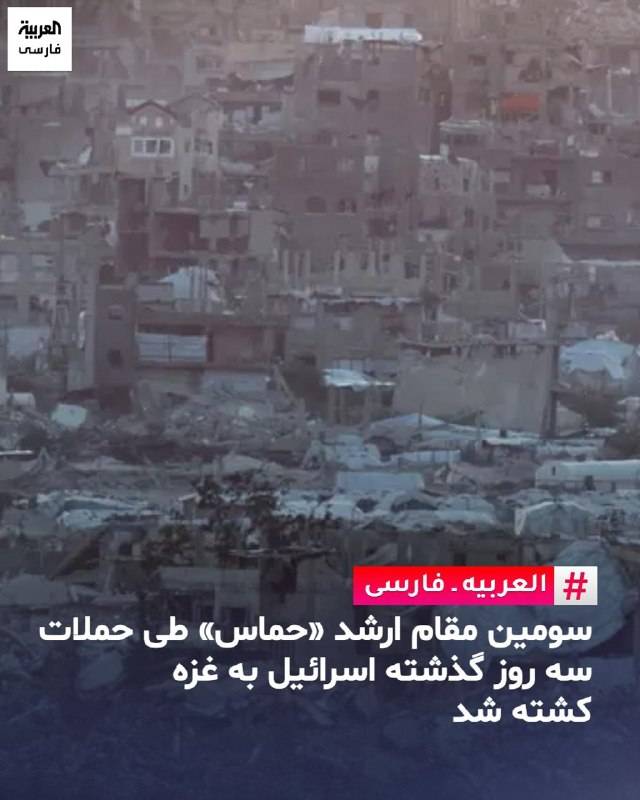 العربية
فارسی
# العربیه ـ فارسی
سومین مقام ارشد «حماس» طی حملات
سه روز گذشته اسرائیل به غزه
کشته شد